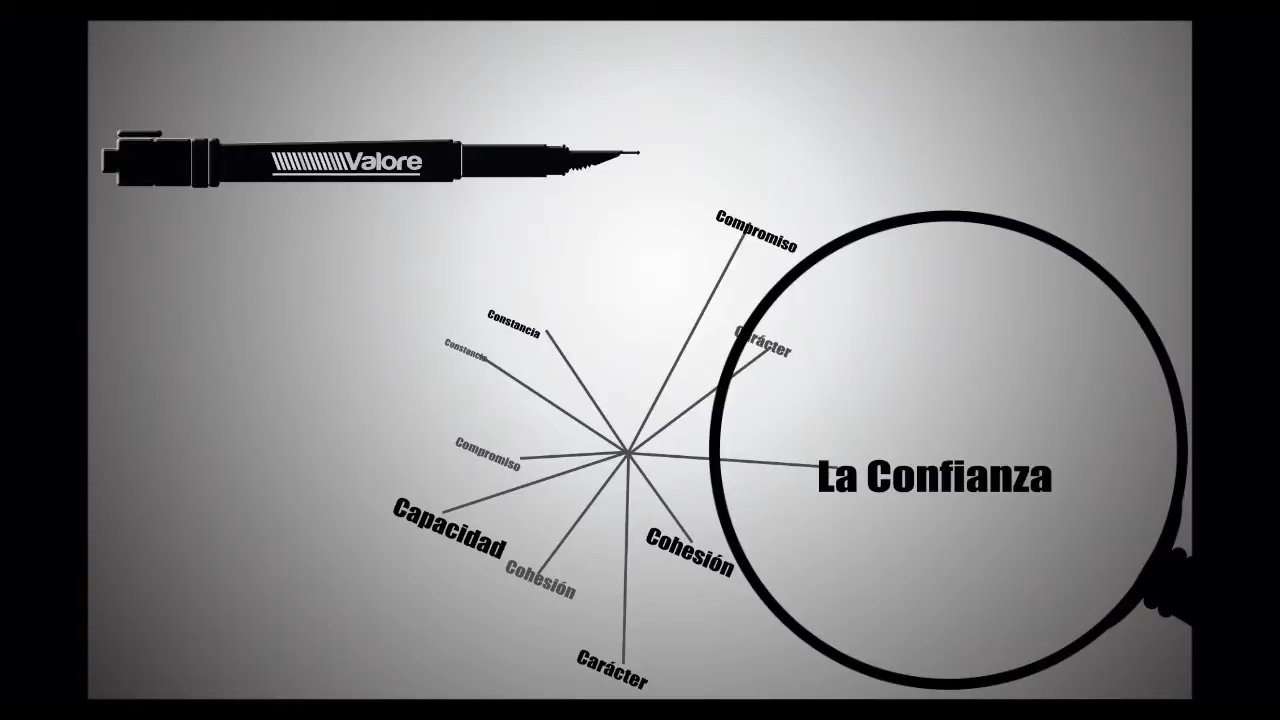 Valore
Compromiso
Constancia
Carácter
Constancia
Compromiso
La Confianza
Capacidad
Cohesión
Cohesión
Carácter